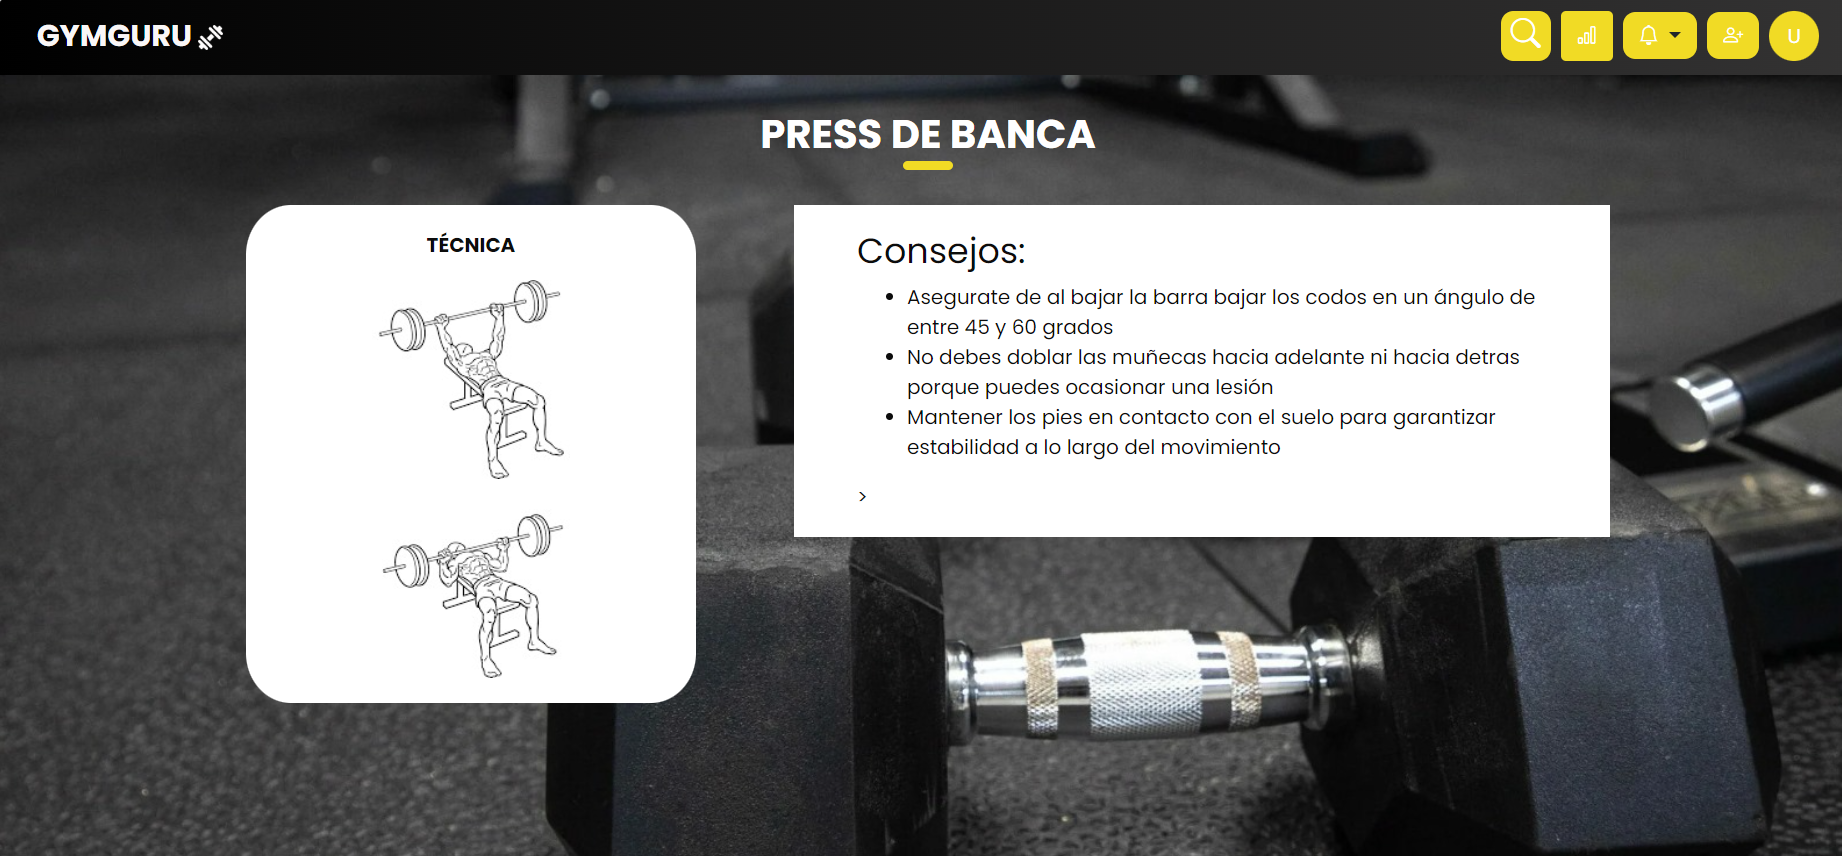 GYMGURU
U
PRESS DE BANCA
TÉCNICA
Consejos:
• Asegurate de al bajar la barra bajar los codos en un ángulo de
entre 45 y 60 grados
• No debes doblar las muñecas hacia adelante ni hacia detras
porque puedes ocasionar una lesión
• Mantener los pies en contacto con el suelo para garantizar
estabilidad a lo largo del movimiento
>